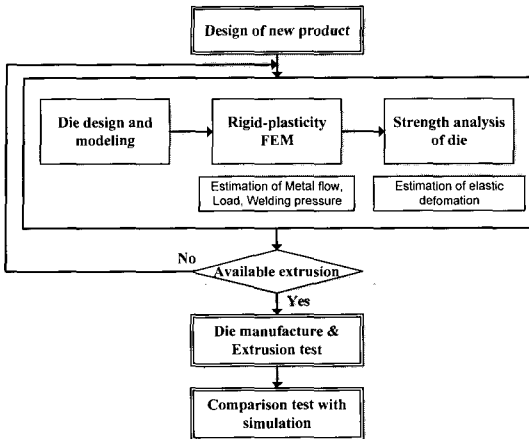 Design of new product
Die design and
modeling
Rigid-plasticity
FEM
Strength analysis
of die
Estimation of Metal flow,
Load, Welding pressure
Estimation of elastic
defomation
No
Available extrusion
Yes
Die manufacture &
Extrusion test
Comparison test with
simulation